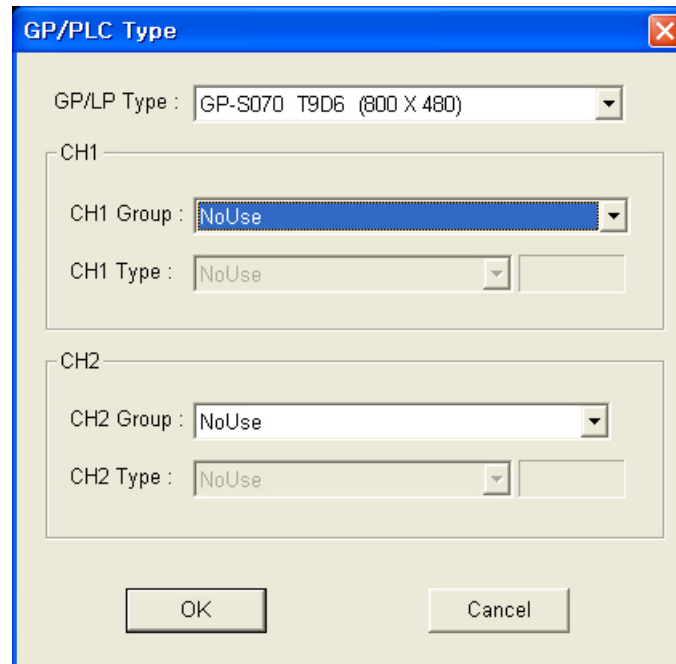 GP/PLC Type
GP/LP Type : GP-S070 T9D6 (800 X 480)
CH1
CH1 Group : NoUse
CH1 Type : NoUse
CH2
CH2 Group : NoUse
CH2 Type : NoUse
OK Cancel